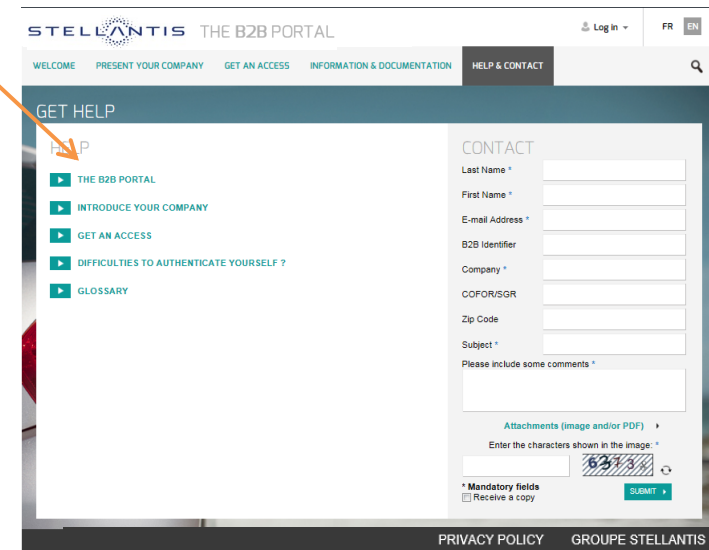 STELLANTIS THE B2B PORTAL
Log in
FR EN
WELCOME PRESENT YOUR COMPANY GET AN ACCESS INFORMATION & DOCUMENTATION HELP & CONTACT
GET HELP
HELP
THE B2B PORTAL
INTRODUCE YOUR COMPANY
GET AN ACCESS
DIFFICULTIES TO AUTHENTICATE YOURSELF ?
GLOSSARY
CONTACT
Last Name *
First Name *
E-mail Address *
B2B Identifier
Company *
COFOR/SGR
Zip Code
Subject *
Please include some comments *
Attachments (image and/or PDF)
Enter the characters shown in the image: *
* Mandatory fields
Receive a copy
SUBMIT
PRIVACY POLICY GROUPE STELLANTIS